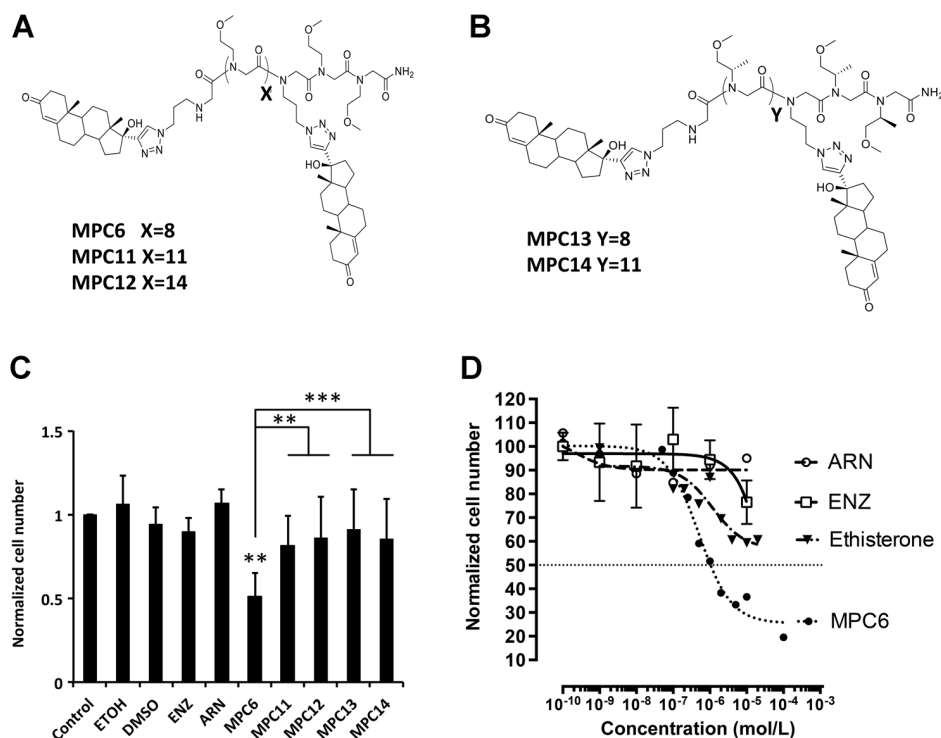 A
O
O
N
O
N
O
X
N
O
N
O
N
O
NH2
O
O
OH
N
N=N
N
H
N
N
N
HO
O
MPC6 X=8
MPC11 X=11
MPC12 X=14
B
O
O
N
O
Y
N
O
N
O
N
O
NH2
O
O
OH
N
N=N
N
H
N
N
N
HO
O
MPC13 Y=8
MPC14 Y=11
C
Normalized cell number
1.5
1
0.5
0
**
**
***
Control
ETOH
DMSO
ENZ
ARN
MPC6
MPC11
MPC12
MPC13
MPC14
D
Normalized cell number
120
110
100
90
80
70
60
50
40
30
20
10
10-10 10-9 10-8 10-7 10-6 10-5 10-4 10-3
Concentration (mol/L)
ARN
ENZ
Ethisterone
MPC6